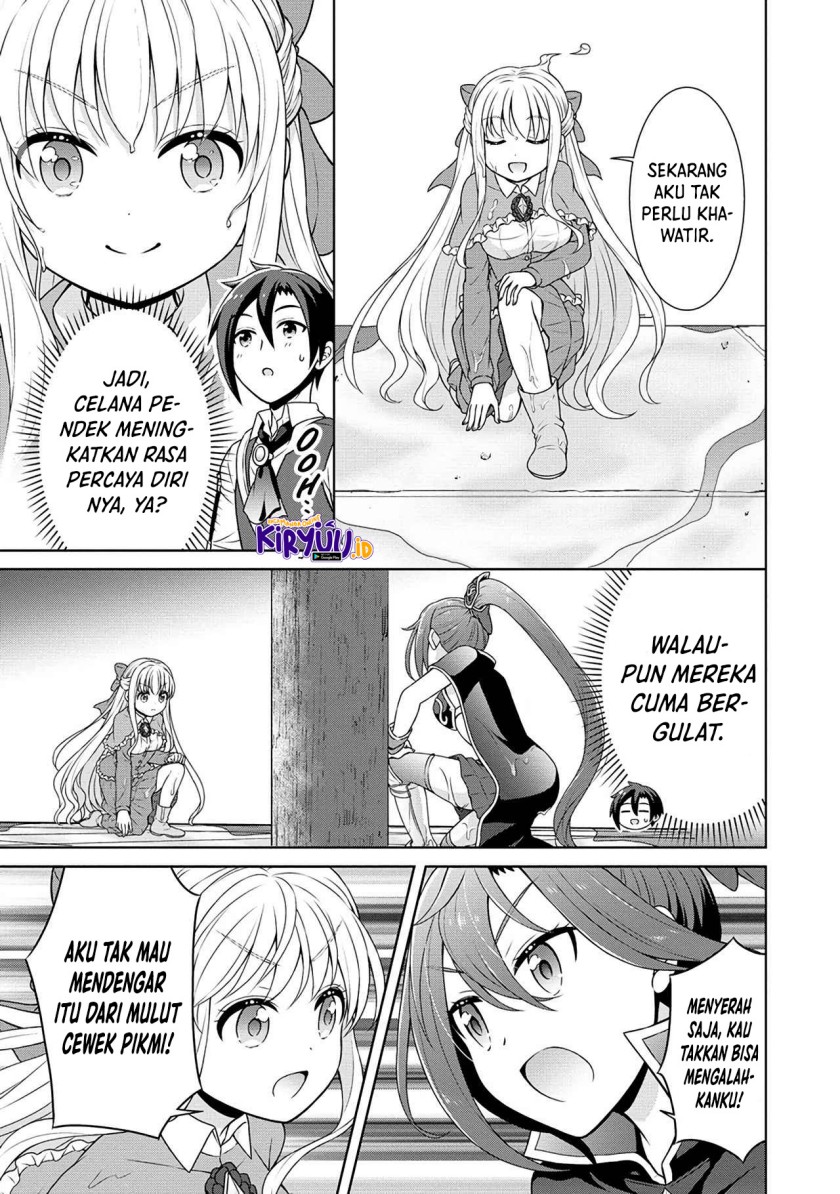 SEKARANG
AKU TAK
PERLU KHA-
WATIR.
JADI,
CELANA PE-
NDEK MENING-
KATKAN RASA
PERCAYA DIRI
NYA, YA?
OOH...
KIRYUU.ID
WALAU-
PUN MEREKA
CUMA BER-
GULAT.
MENYERAH
SAJA, KAU
TAKKAN BISA
MENGALAH-
KANKU!
AKU TAK MAU
MENDENGAR
ITU DARI MULUT
CEWEK PIKMI!